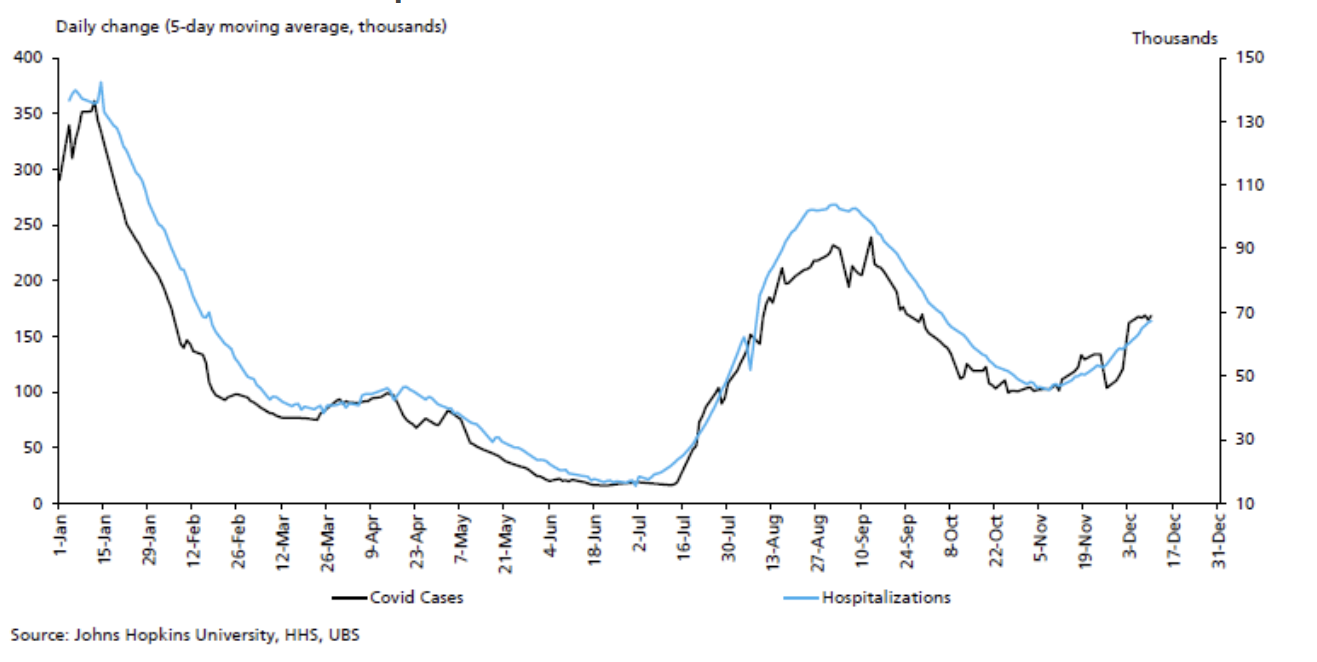 Daily change (5-day moving average, thousands)
Thousands
400
350
300
250
200
150
100
50
0
150
130
110
90
70
50
30
10
1-Jan
15-Jan
29-Jan
12-Feb
26-Feb
12-Mar
26-Mar
9-Apr
23-Apr
7-May
21-May
4-Jun
18-Jun
2-Jul
16-Jul
30-Jul
13-Aug
27-Aug
10-Sep
24-Sep
8-Oct
22-Oct
5-Nov
19-Nov
3-Dec
17-Dec
31-Dec
Covid Cases
Hospitalizations
Source: Johns Hopkins University, HHS, UBS